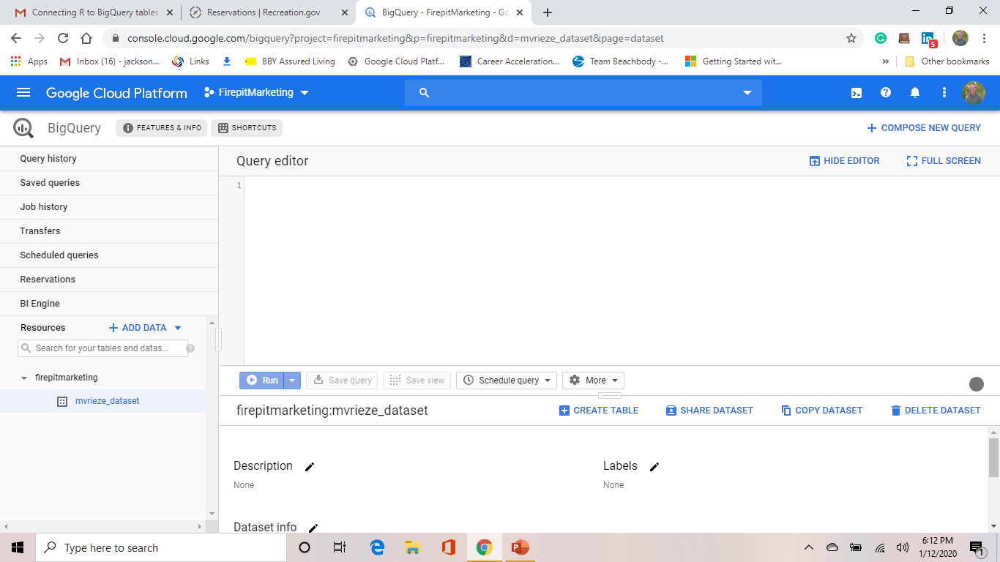 Connecting R to BigQuery tables
Reservations | Recreation.gov
BigQuery - FirepitMarketing - Go
console.cloud.google.com/bigquery?project=firepitmarketing&p=firepitmarketing&d=mvrieze_dataset&page=dataset
5
Apps
Inbox (16) - jackson...
Links
BBY Assured Living
Google Cloud Platf...
Career Acceleration...
Team Beachbody -...
Getting Started wit...
»
Other bookmarks
Google Cloud Platform
FirepitMarketing
BigQuery
FEATURES & INFO
SHORTCUTS
COMPOSE NEW QUERY
Query history
Saved queries
Job history
Transfers
Scheduled queries
Reservations
BI Engine
Resources
ADD DATA
Search for your tables and datas...
firepitmarketing
mvrieze_dataset
Query editor
HIDE EDITOR
FULL SCREEN
1
Run
Save query
Save view
Schedule query
More
firepitmarketing:mvrieze_dataset
CREATE TABLE
SHARE DATASET
COPY DATASET
DELETE DATASET
Description
None
Labels
None
Dataset info
Type here to search
6:12 PM
1/12/2020
1